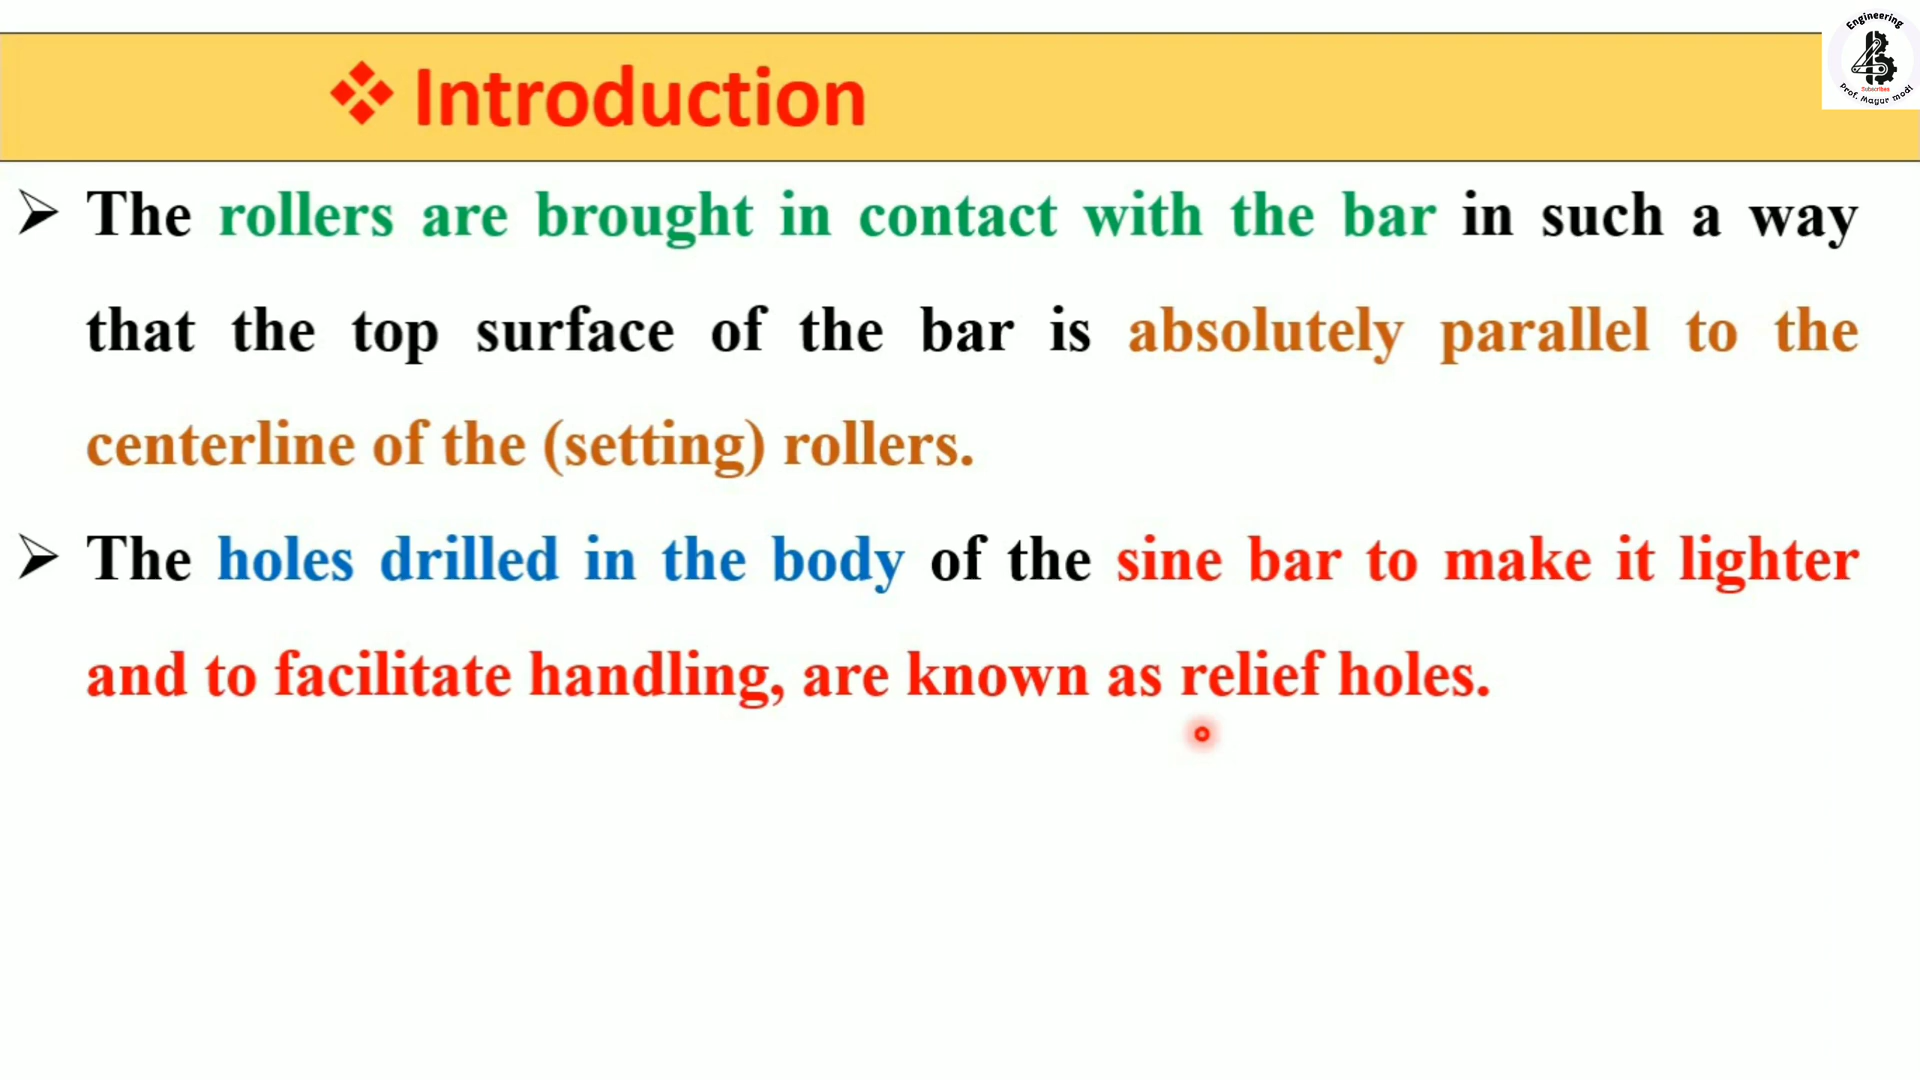 Engineering
Subscribes
Prof. Mayur modi
❖ Introduction
➢ The rollers are brought in contact with the bar in such a way
that the top surface of the bar is absolutely parallel to the
centerline of the (setting) rollers.
➢ The holes drilled in the body of the sine bar to make it lighter
and to facilitate handling, are known as relief holes.